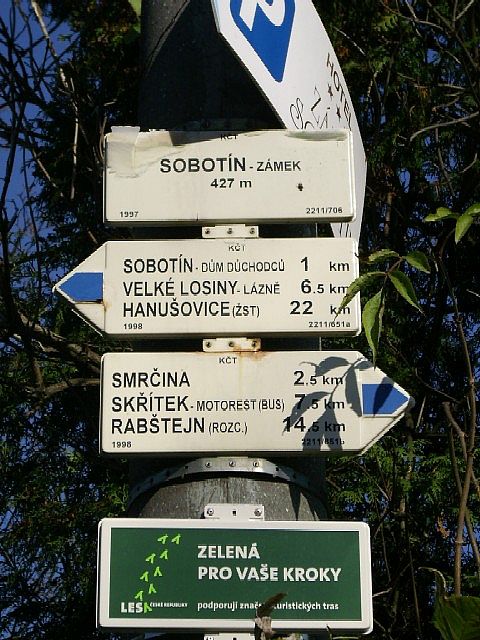 HOTEL
KČT
SOBOTÍN - ZÁMEK
427 m
1997 2211/706
KČT
SOBOTÍN - DŮM DŮCHODCŮ 1 km
VELKÉ LOSINY - LÁZNĚ 6.5 km
HANUŠOVICE (ŽST) 22 km
1998 2211/651a
KČT
SMRČINA 2,5 km
SKŘÍTEK - MOTOREST (BUS) 7,5 km
RABŠTEJN (ROZC.) 14,5 km
1998 2211/651b
ZELENÁ
PRO VAŠE KROKY
LESY ČESKÉ REPUBLIKY podporují značení turistických tras